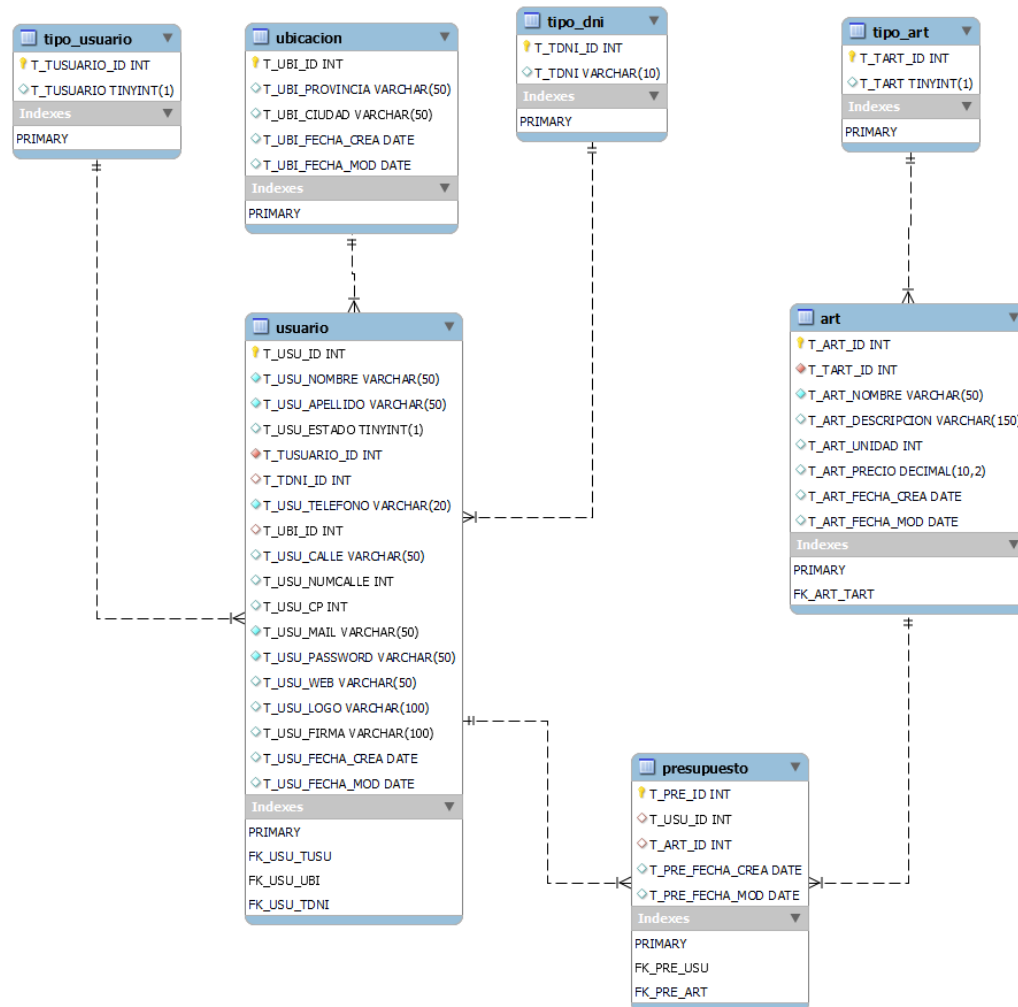 tipo_usuario
T_TUSUARIO_ID INT
T_TUSUARIO TINYINT(1)
Indexes
PRIMARY
ubicacion
T_UBI_ID INT
T_UBI_PROVINCIA VARCHAR(50)
T_UBI_CIUDAD VARCHAR(50)
T_UBI_FECHA_CREA DATE
T_UBI_FECHA_MOD DATE
Indexes
PRIMARY
tipo_dni
T_TDNI_ID INT
T_TDNI VARCHAR(10)
Indexes
PRIMARY
tipo_art
T_TART_ID INT
T_TART TINYINT(1)
Indexes
PRIMARY
usuario
T_USU_ID INT
T_USU_NOMBRE VARCHAR(50)
T_USU_APELLIDO VARCHAR(50)
T_USU_ESTADO TINYINT(1)
T_TUSUARIO_ID INT
T_TDNI_ID INT
T_USU_TELEFONO VARCHAR(20)
T_UBI_ID INT
T_USU_CALLE VARCHAR(50)
T_USU_NUMCALLE INT
T_USU_CP INT
T_USU_MAIL VARCHAR(50)
T_USU_PASSWORD VARCHAR(50)
T_USU_WEB VARCHAR(50)
T_USU_LOGO VARCHAR(100)
T_USU_FIRMA VARCHAR(100)
T_USU_FECHA_CREA DATE
T_USU_FECHA_MOD DATE
Indexes
PRIMARY
FK_USU_TUSU
FK_USU_UBI
FK_USU_TDNI
art
T_ART_ID INT
T_TART_ID INT
T_ART_NOMBRE VARCHAR(50)
T_ART_DESCRIPCION VARCHAR(150)
T_ART_UNIDAD INT
T_ART_PRECIO DECIMAL(10,2)
T_ART_FECHA_CREA DATE
T_ART_FECHA_MOD DATE
Indexes
PRIMARY
FK_ART_TART
presupuesto
T_PRE_ID INT
T_USU_ID INT
T_ART_ID INT
T_PRE_FECHA_CREA DATE
T_PRE_FECHA_MOD DATE
Indexes
PRIMARY
FK_PRE_USU
FK_PRE_ART